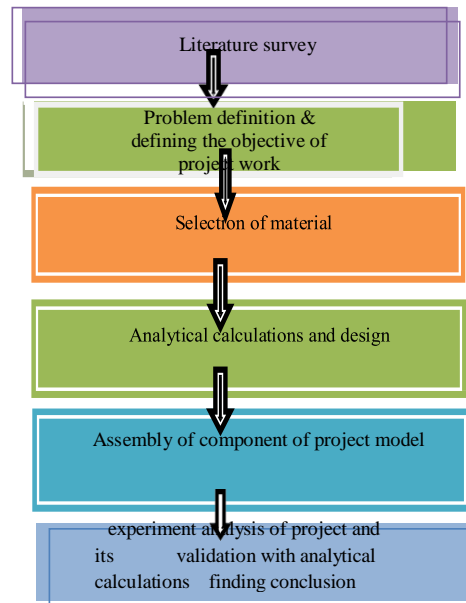 Literature survey
Problem definition &
defining the objective of
project work
Selection of material
Analytical calculations and design
Assembly of component of project model
experiment analysis of project and
its validation with analytical
calculations finding conclusion